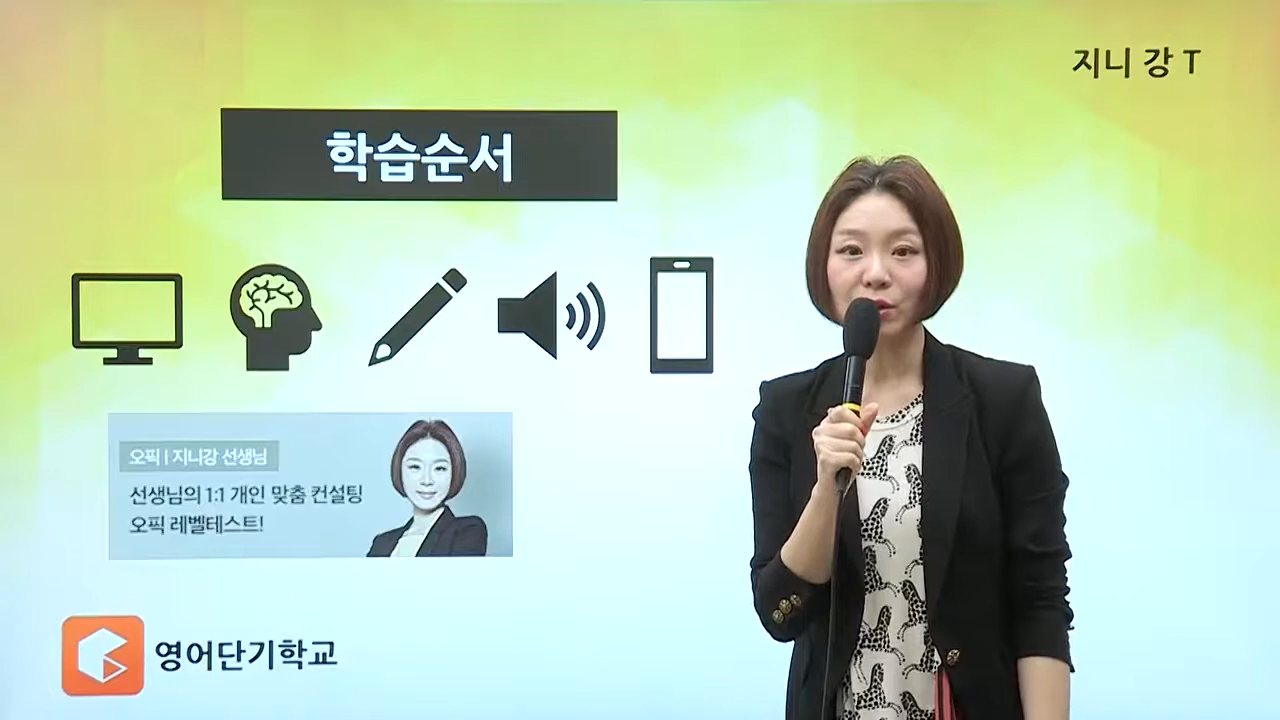 지니 강 T
학습순서
오픽 | 지니강 선생님
선생님의 1:1 개인 맞춤 컨설팅
오픽 레벨테스트!
영어단기학교